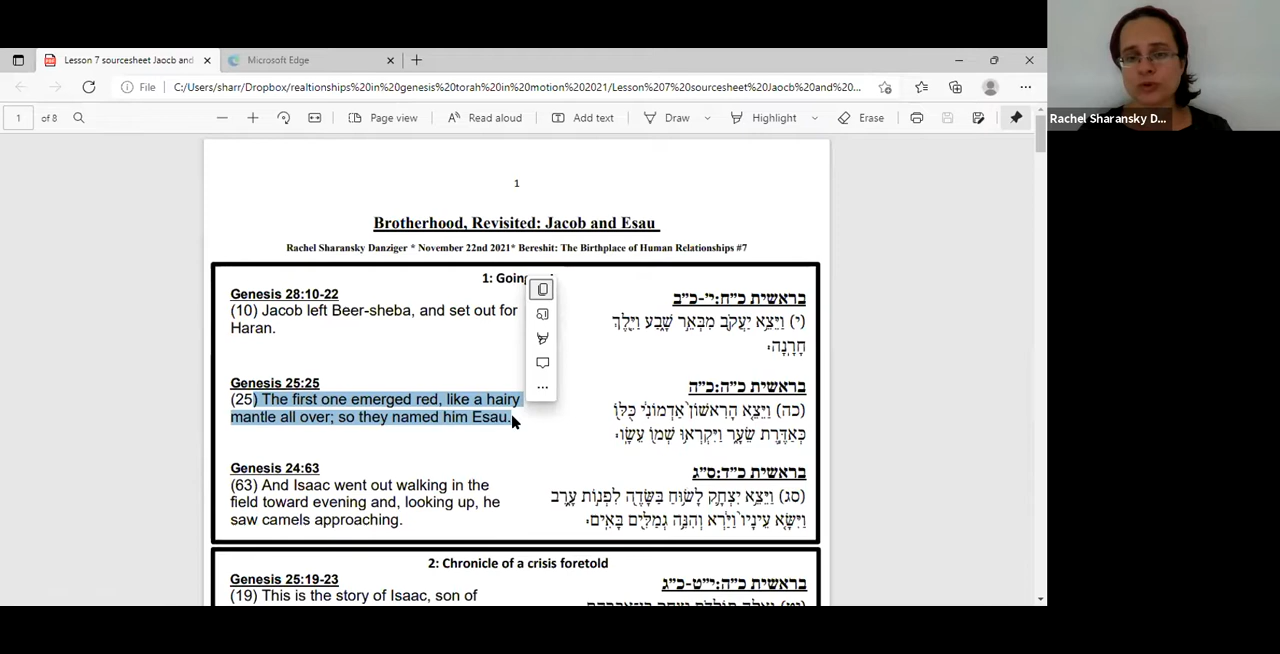 Lesson 7 sourcesheet Jaocb and
Microsoft Edge
File
C:/Users/sharr/Dropbox/realtionships%20in%20genesis%20torah%20in%20motion%202021/Lesson%207%20sourcesheet%20Jaocb%20and%20...
1 of 8
Page view
Read aloud
Add text
Draw
Highlight
Erase
Rachel Sharansky D...
1
Brotherhood, Revisited: Jacob and Esau
Rachel Sharansky Danziger * November 22nd 2021* Bereshit: The Birthplace of Human Relationships #7
1: Going
Genesis 28:10-22
(10) Jacob left Beer-sheba, and set out for
Haran.
בראשית כ״ח:י׳-כ״ב
(י) וַיֵּצֵ֥א יַעֲקֹ֖ב מִבְּאֵ֣ר שָׁ֑בַע וַיֵּ֖לֶךְ
חָרָֽנָה׃
Genesis 25:25
(25) The first one emerged red, like a hairy
mantle all over; so they named him Esau.
בראשית כ״ה:כ״ה
(כה) וַיֵּצֵ֤א הָרִאשׁוֹן֙ אַדְמוֹנִ֔י כֻּלּ֖וֹ
כְּאַדֶּ֣רֶת שֵׂעָ֑ר וַיִּקְרְא֥וּ שְׁמ֖וֹ עֵשָֽׂו׃
Genesis 24:63
(63) And Isaac went out walking in the
field toward evening and, looking up, he
saw camels approaching.
בראשית כ״ד:ס״ג
(סג) וַיֵּצֵ֥א יִצְחָ֛ק לָשׂ֥וּחַ בַּשָּׂדֶ֖ה לִפְנ֣וֹת עָ֑רֶב
וַיִּשָּׂ֤א עֵינָיו֙ וַיַּ֔רְא וְהִנֵּ֥ה גְמַלִּ֖ים בָּאִֽים׃
2: Chronicle of a crisis foretold
Genesis 25:19-23
(19) This is the story of Isaac, son of
בראשית כ״ה:י״ט-כ״ג